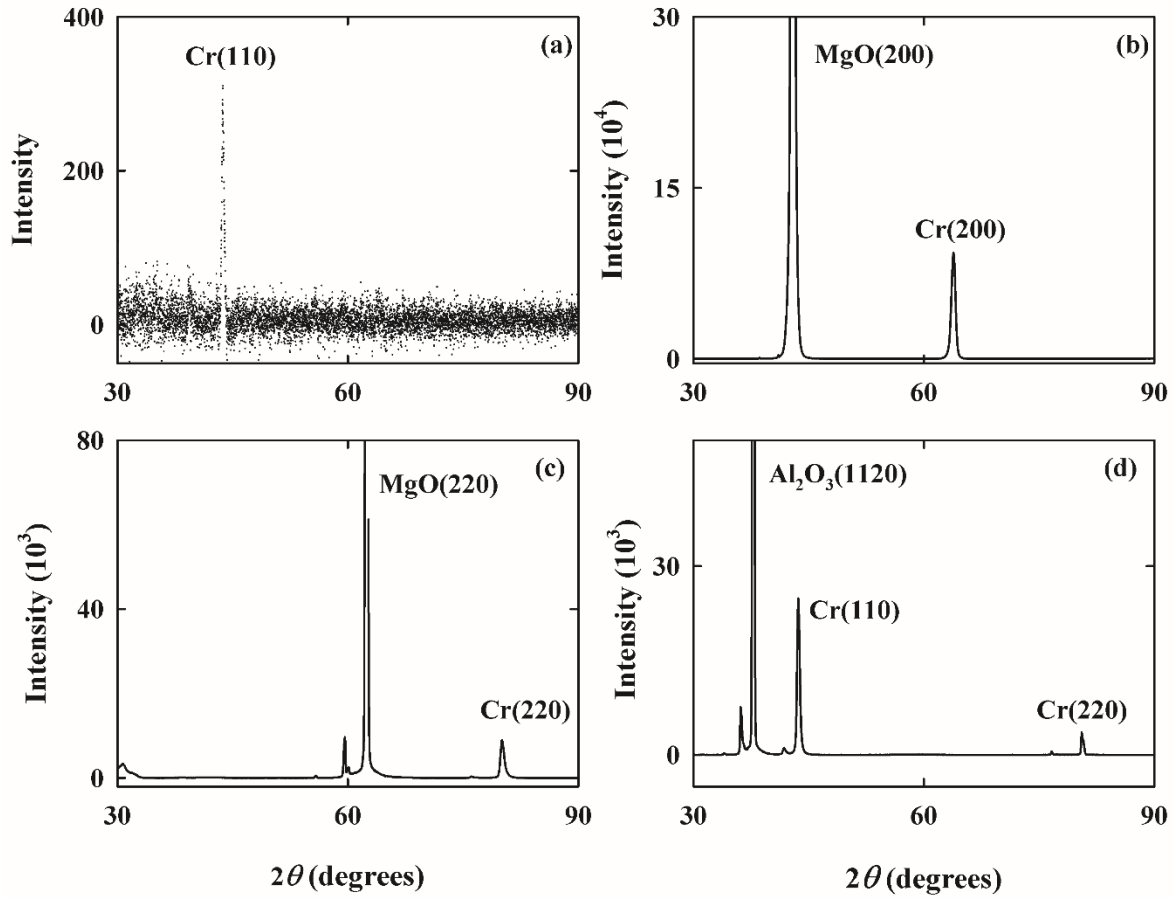 400
(a)
Cr(110)
Intensity
200
0
30
60
90
30
(b)
MgO(200)
Intensity (10⁴)
15
Cr(200)
0
30
60
90
80
(c)
MgO(220)
Intensity (10³)
40
Cr(220)
0
30
60
90
2θ (degrees)
(d)
Al₂O₃(1120)
Intensity (10³)
30
Cr(110)
Cr(220)
0
30
60
90
2θ (degrees)